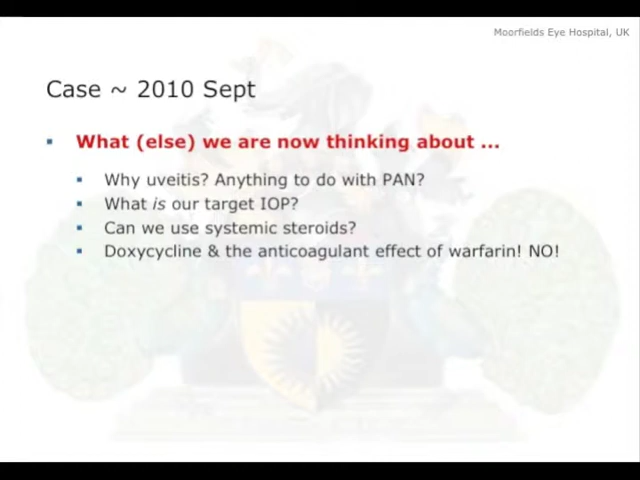 Moorfields Eye Hospital, UK
Case ~ 2010 Sept
What (else) we are now thinking about ...
Why uveitis? Anything to do with PAN?
What is our target IOP?
Can we use systemic steroids?
Doxycycline & the anticoagulant effect of warfarin! NO!